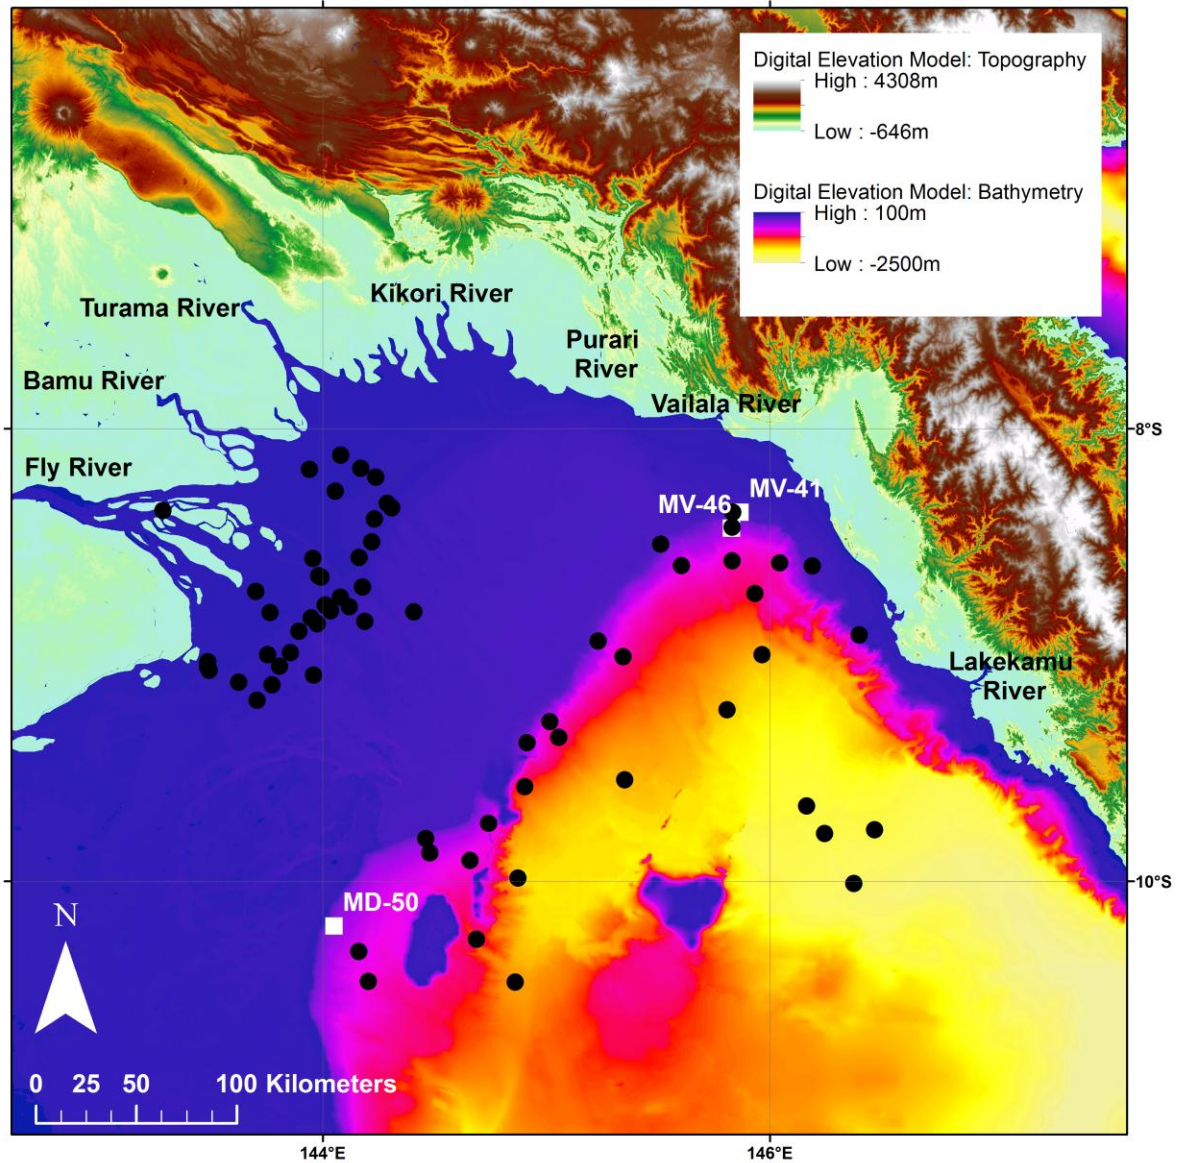 Digital Elevation Model: Topography
High : 4308m
Low : -646m
Digital Elevation Model: Bathymetry
High : 100m
Low : -2500m
Turama River
Kikori River
Purari
River
Bamu River
Vailala River
8°S
Fly River
MV-46
MV-41
Lakekamu
River
10°S
MD-50
N
0 25 50 100 Kilometers
144°E
146°E